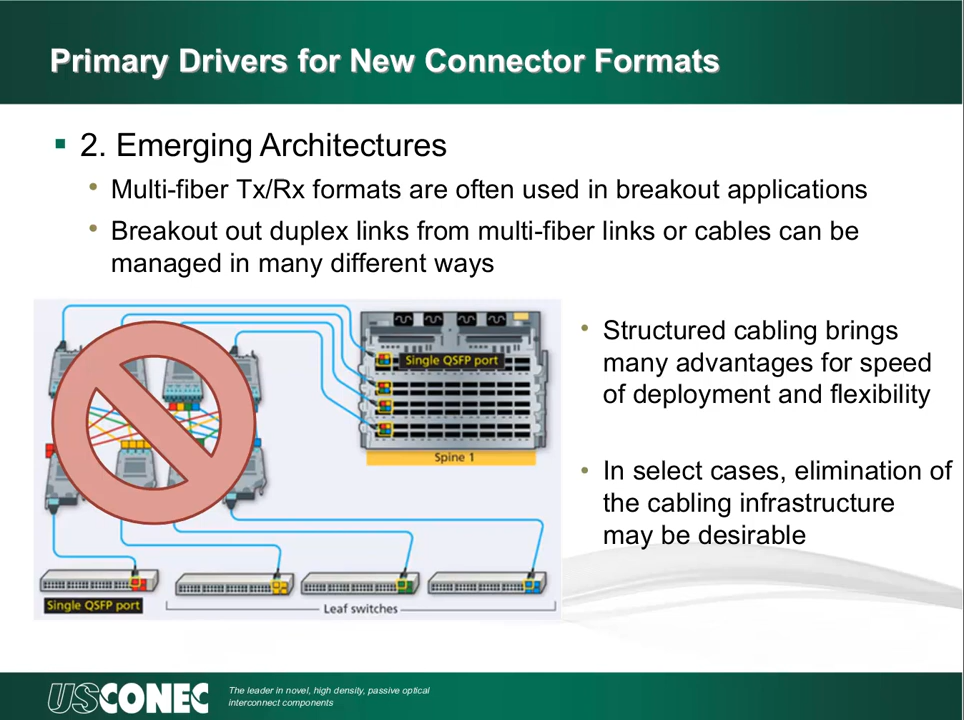 Primary Drivers for New Connector Formats
2. Emerging Architectures
Multi-fiber Tx/Rx formats are often used in breakout applications
Breakout out duplex links from multi-fiber links or cables can be
managed in many different ways
Single QSFP port
Spine 1
Single QSFP port
Leaf switches
Structured cabling brings
many advantages for speed
of deployment and flexibility
In select cases, elimination of
the cabling infrastructure
may be desirable
USCONEC
The leader in novel, high density, passive optical
interconnect components